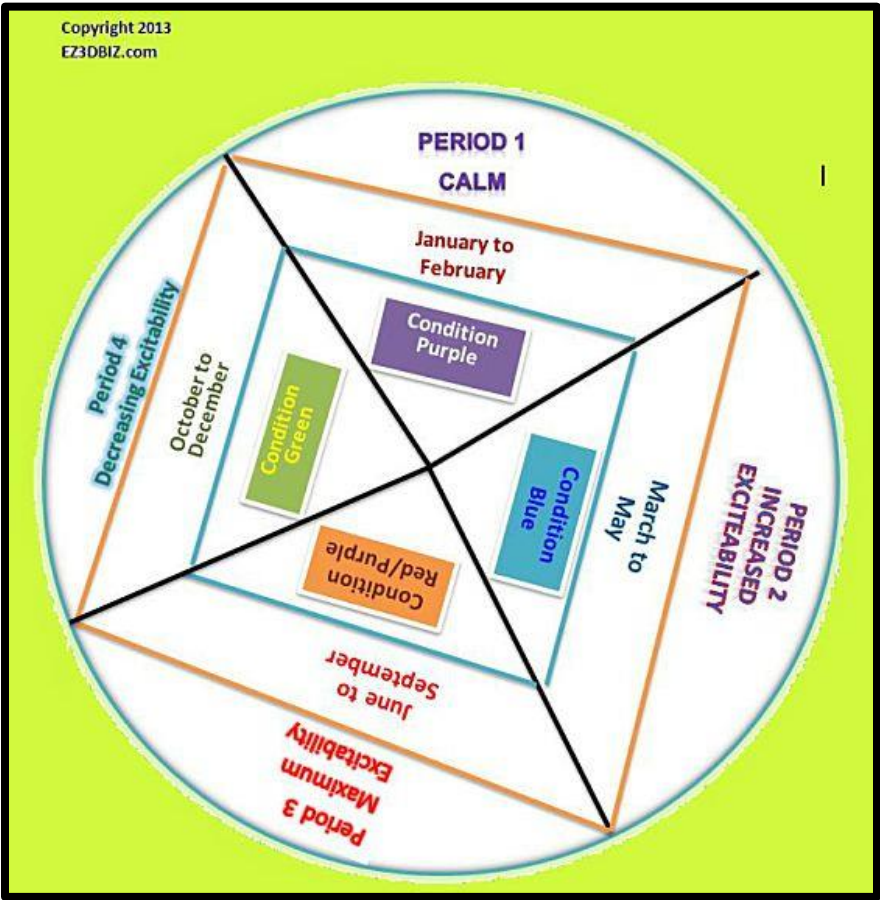 Copyright 2013
EZ3DBIZ.com
PERIOD 1
CALM
January to
February
Condition
Purple
PERIOD 2
INCREASED
EXCITEABILITY
March to
May
Condition
Blue
Condition
Red/Purple
June to
September
Period 3
Maximum
Excitability
Period 4
Decreasing Excitability
October to
December
Condition
Green